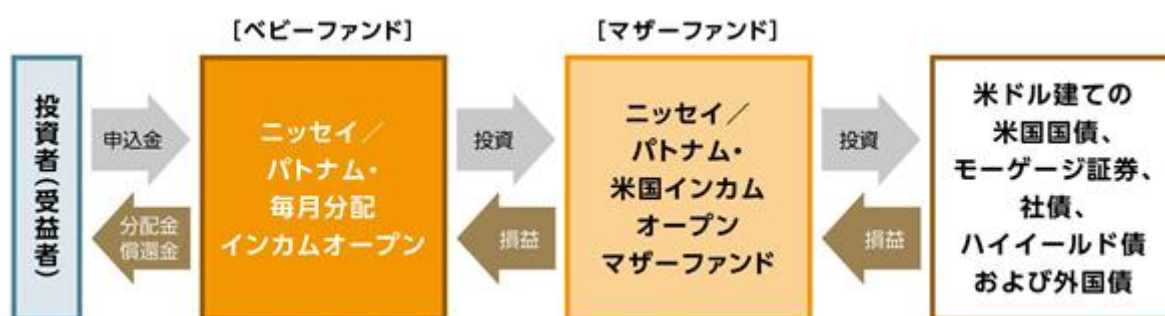 [ベビーファンド]
[マザーファンド]
投資者(受益者)
申込金
分配金
償還金
ニッセイ/
パトナム・
毎月分配
インカムオープン
投資
損益
ニッセイ/
パトナム・
米国インカム
オープン
マザーファンド
投資
損益
米ドル建ての
米国国債、
モーゲージ証券、
社債、
ハイイールド債
および外国債